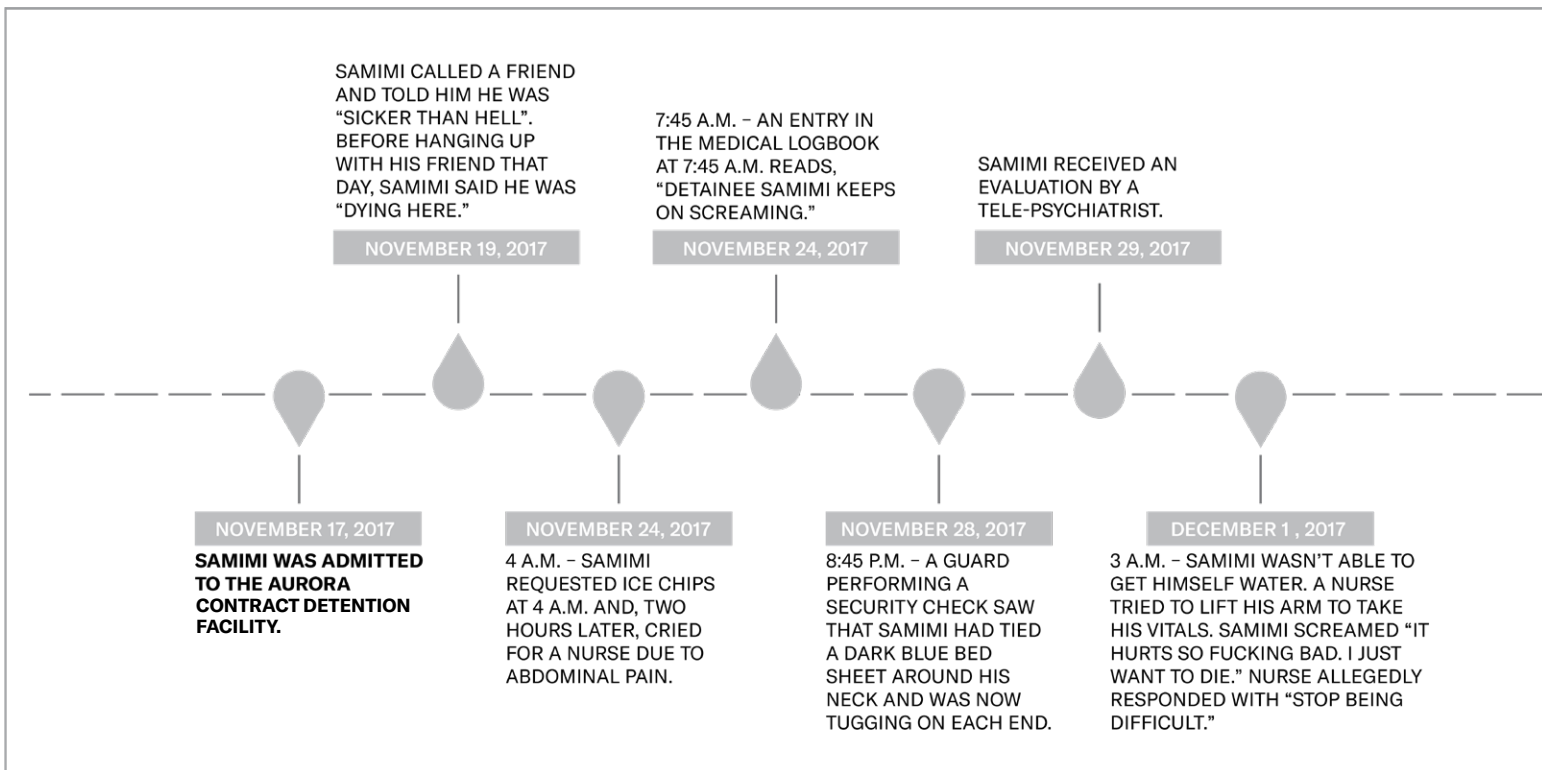 SAMIMI WAS ADMITTED
TO THE AURORA
CONTRACT DETENTION
FACILITY.
NOVEMBER 17, 2017
SAMIMI CALLED A FRIEND
AND TOLD HIM HE WAS
“SICKER THAN HELL”.
BEFORE HANGING UP
WITH HIS FRIEND THAT
DAY, SAMIMI SAID HE WAS
“DYING HERE.”
NOVEMBER 19, 2017
NOVEMBER 24, 2017
4 A.M. – SAMIMI
REQUESTED ICE CHIPS
AT 4 A.M. AND, TWO
HOURS LATER, CRIED
FOR A NURSE DUE TO
ABDOMINAL PAIN.
7:45 A.M. – AN ENTRY IN
THE MEDICAL LOGBOOK
AT 7:45 A.M. READS,
“DETAINEE SAMIMI KEEPS
ON SCREAMING.”
NOVEMBER 24, 2017
NOVEMBER 28, 2017
8:45 P.M. – A GUARD
PERFORMING A
SECURITY CHECK SAW
THAT SAMIMI HAD TIED
A DARK BLUE BED
SHEET AROUND HIS
NECK AND WAS NOW
TUGGING ON EACH END.
SAMIMI RECEIVED AN
EVALUATION BY A
TELE-PSYCHIATRIST.
NOVEMBER 29, 2017
DECEMBER 1 , 2017
3 A.M. – SAMIMI WASN’T ABLE TO
GET HIMSELF WATER. A NURSE
TRIED TO LIFT HIS ARM TO TAKE
HIS VITALS. SAMIMI SCREAMED “IT
HURTS SO FUCKING BAD. I JUST
WANT TO DIE.” NURSE ALLEGEDLY
RESPONDED WITH “STOP BEING
DIFFICULT.”